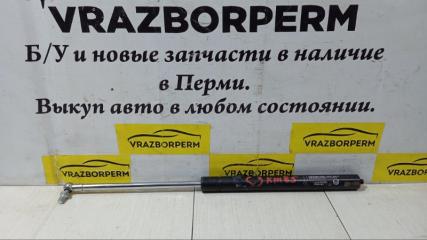 VRAZBORPERM
Б/У и новые запчасти в наличие
в Перми.
Выкуп авто в любом состоянии.
VRAZBORPERM
VRAZBORPERM
VRAZBORPERM
VRAZBORPERM
VRAZBORPERM